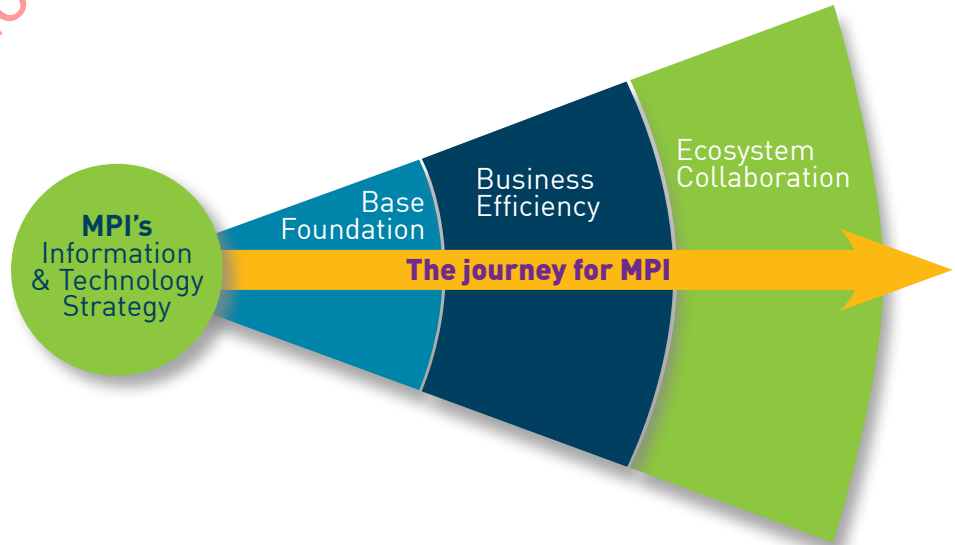 MPI's
Information
& Technology
Strategy
Base
Foundation
Business
Efficiency
Ecosystem
Collaboration
The journey for MPI